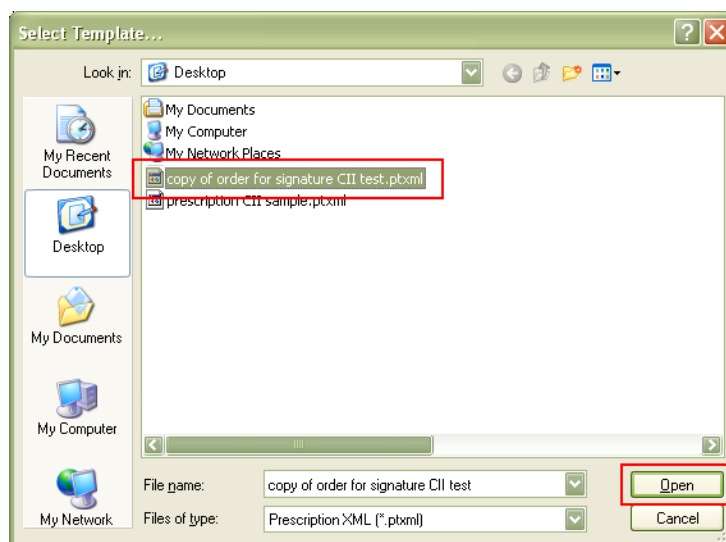 Select Template...
Look in:
Desktop
My Recent
Documents
Desktop
My Documents
My Computer
My Network
My Documents
My Computer
My Network Places
copy of order for signature CII test.ptxml
prescription CII sample.ptxml
File name:
copy of order for signature CII test
Open
Files of type:
Prescription XML (*.ptxml)
Cancel